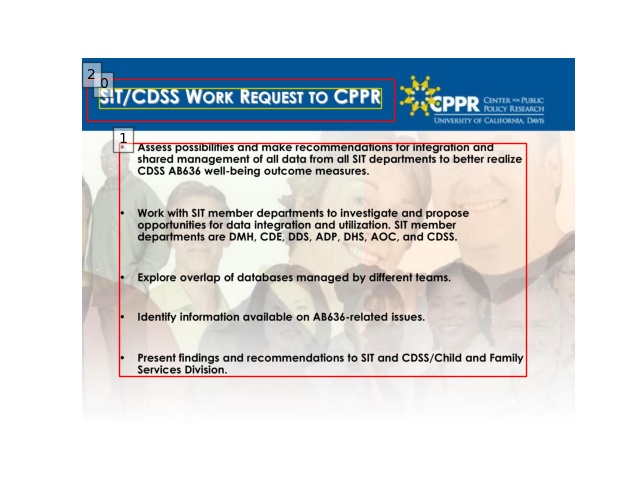 2
0
SIT/CDSS WORK REQUEST TO CPPR
CPPR CENTER FOR PUBLIC
POLICY RESEARCH
UNIVERSITY OF CALIFORNIA, DAVIS
1
• Assess possibilities and make recommendations for integration and
shared management of all data from all SIT departments to better realize
CDSS AB636 well-being outcome measures.
• Work with SIT member departments to investigate and propose
opportunities for data integration and utilization. SIT member
departments are DMH, CDE, DDS, ADP, DHS, AOC, and CDSS.
• Explore overlap of databases managed by different teams.
• Identify information available on AB636-related issues.
• Present findings and recommendations to SIT and CDSS/Child and Family
Services Division.